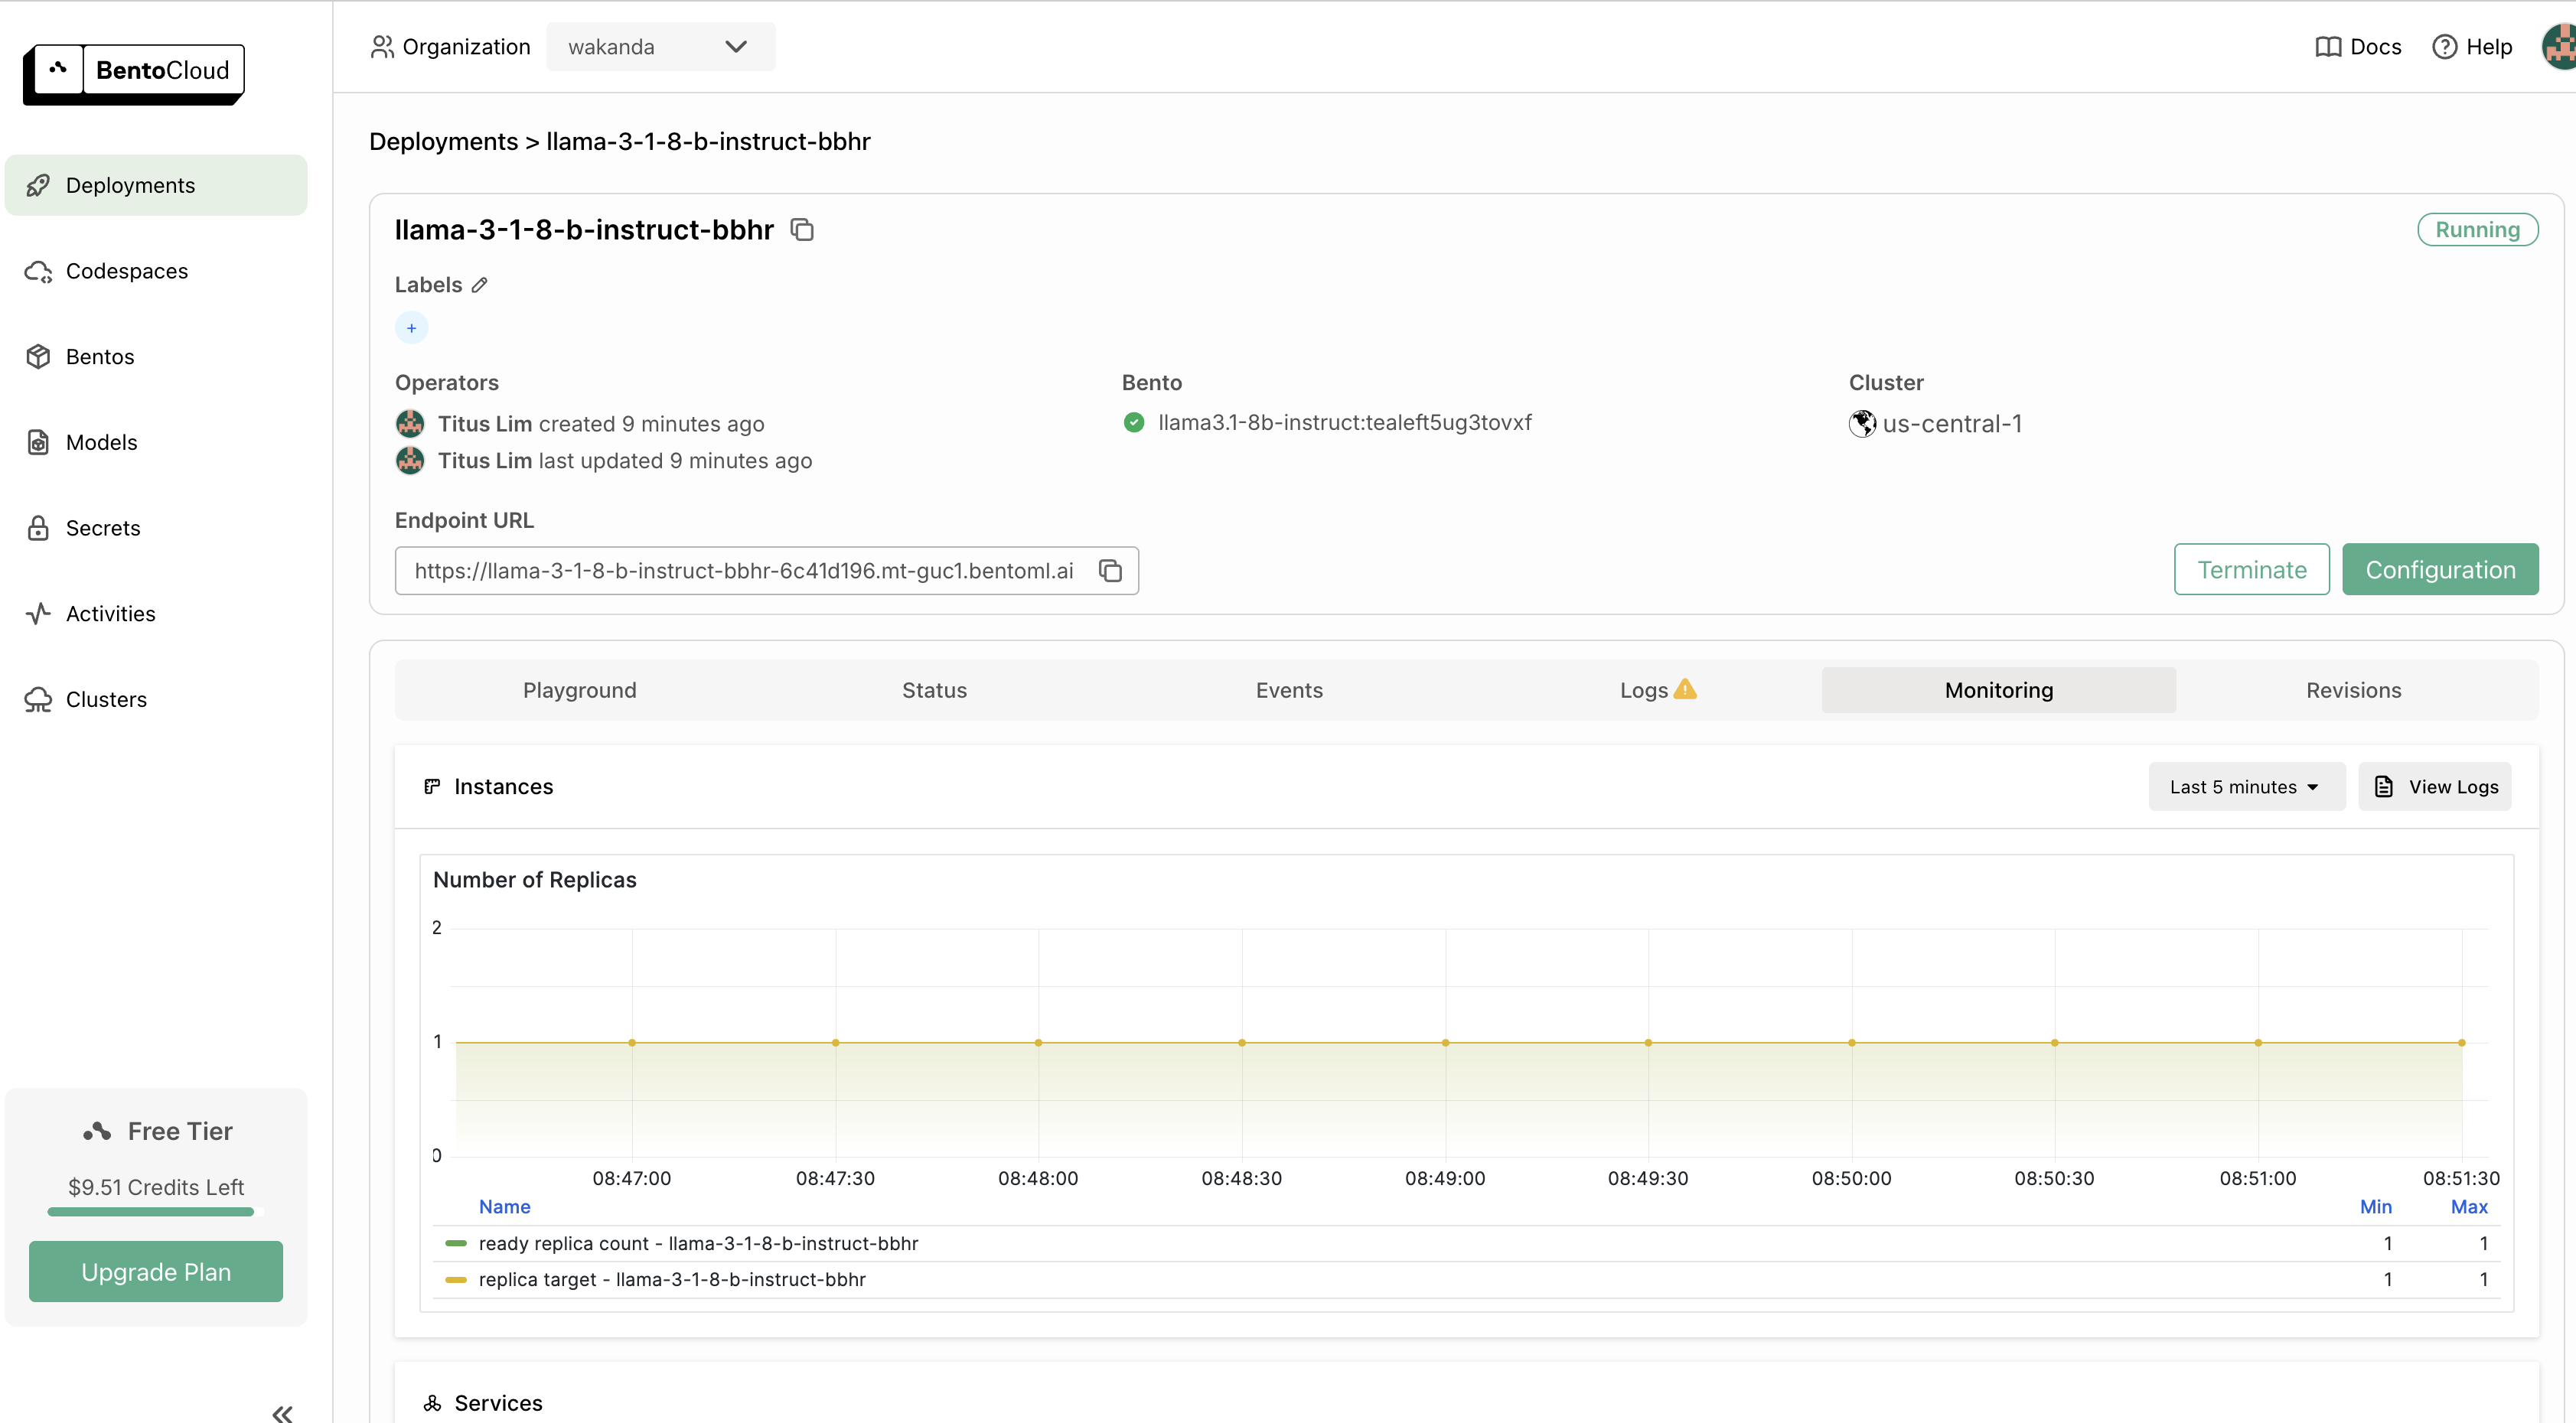 BentoCloud
Organization
wakanda
Docs
Help
Deployments
Codespaces
Bentos
Models
Secrets
Activities
Clusters
Free Tier
$9.51 Credits Left
Upgrade Plan
Deployments > llama-3-1-8-b-instruct-bbhr
llama-3-1-8-b-instruct-bbhr
Running
Labels
+
Operators
Titus Lim created 9 minutes ago
Titus Lim last updated 9 minutes ago
Bento
llama3.1-8b-instruct:tealeft5ug3tovxf
Cluster
us-central-1
Endpoint URL
https://llama-3-1-8-b-instruct-bbhr-6c41d196.mt-guc1.bentoml.ai
Terminate
Configuration
Playground
Status
Events
Logs
Monitoring
Revisions
Instances
Last 5 minutes
View Logs
Number of Replicas
2
1
0
08:47:00
08:47:30
08:48:00
08:48:30
08:49:00
08:49:30
08:50:00
08:50:30
08:51:00
08:51:30
Name Min Max
ready replica count - llama-3-1-8-b-instruct-bbhr 1 1
replica target - llama-3-1-8-b-instruct-bbhr 1 1
Services